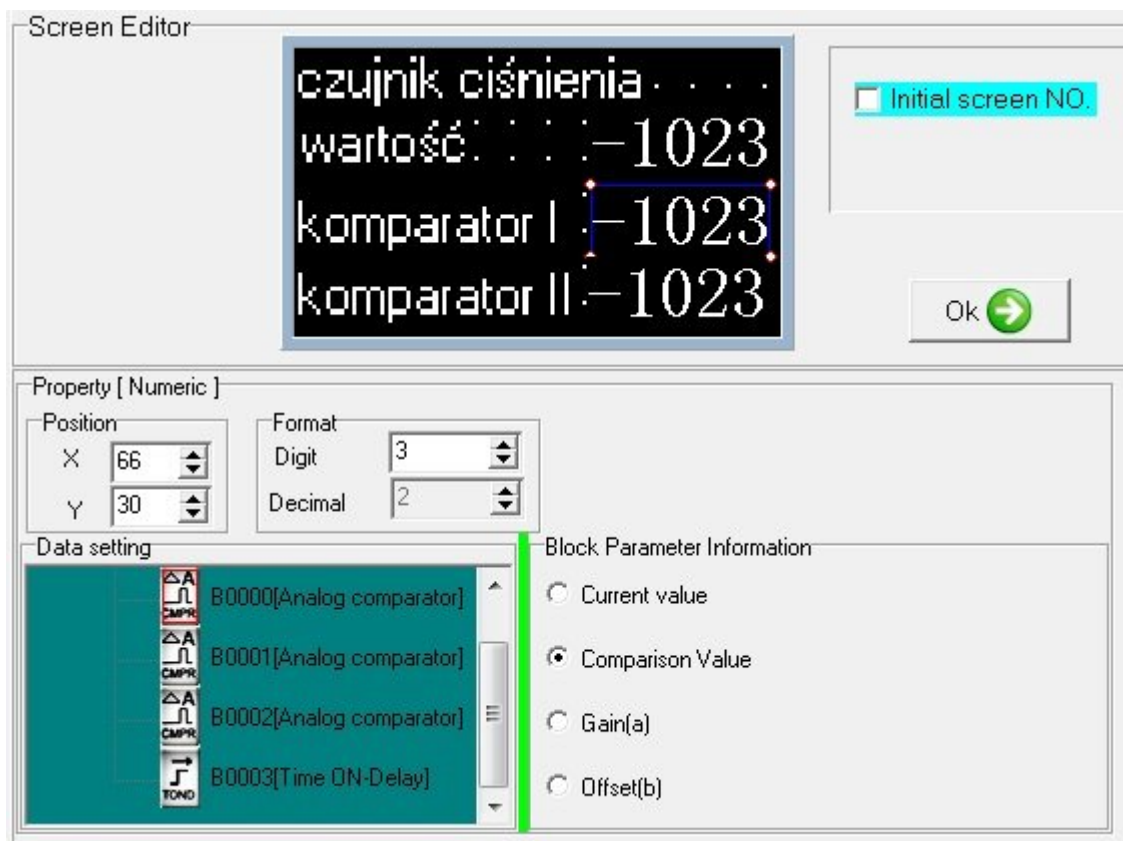 Screen Editor
czujnik ciśnienia . . . .
Initial screen NO.
wartość. . . . -1023
komparator I . -1023
komparator II -1023
Ok
Property [ Numeric ]
Position
Format
X 66
Digit 3
Y 30
Decimal 2
Data setting
Block Parameter Information
A CMPR B0000[Analog comparator]
Current value
A CMPR B0001[Analog comparator]
Comparison Value
A CMPR B0002[Analog comparator]
Gain(a)
TOND B0003[Time ON-Delay]
Offset(b)